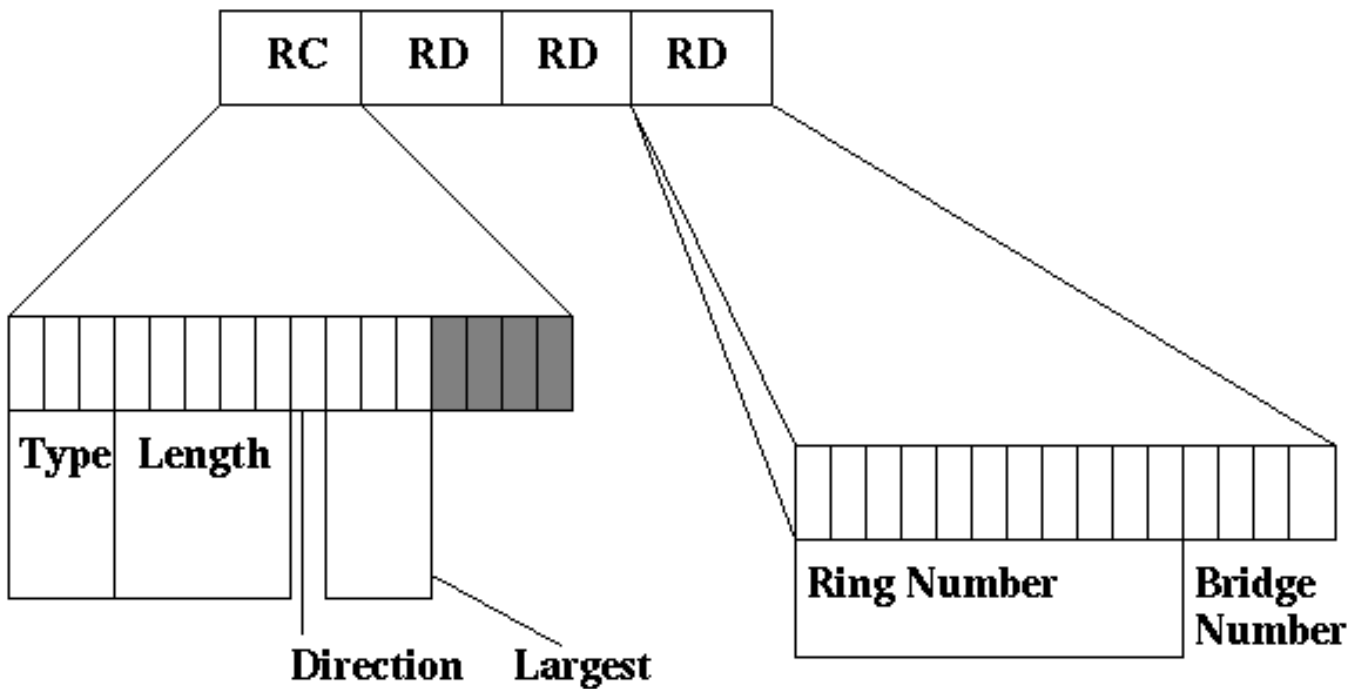 RC RD RD RD
Type Length
Ring Number
Bridge
Number
Direction Largest